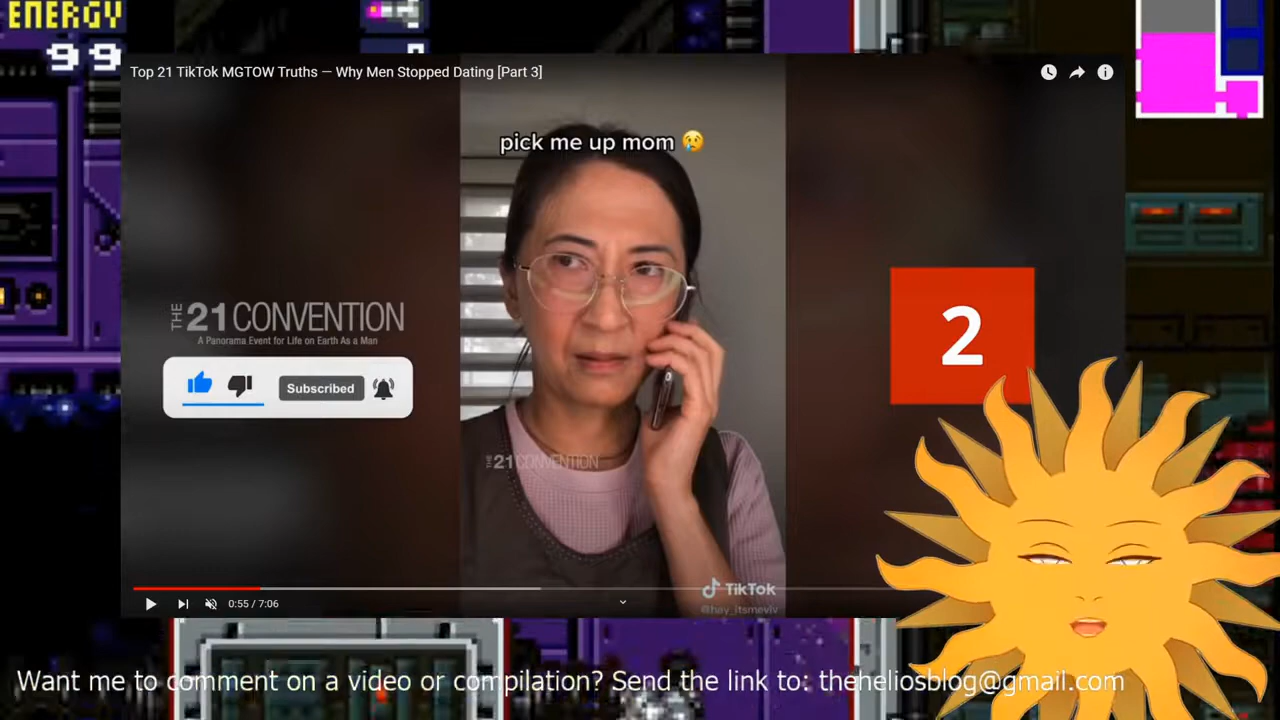 ENERGY
99
Top 21 TikTok MGTOW Truths — Why Men Stopped Dating [Part 3]
pick me up mom 😢
THE 21 CONVENTION
A Panorama Event for Life on Earth As a Man
Subscribed
2
THE 21 CONVENTION
TikTok
@hey_itsmeviv
0:55 / 7:06
Want me to comment on a video or compilation? Send the link to: theheliosblog@gmail.com